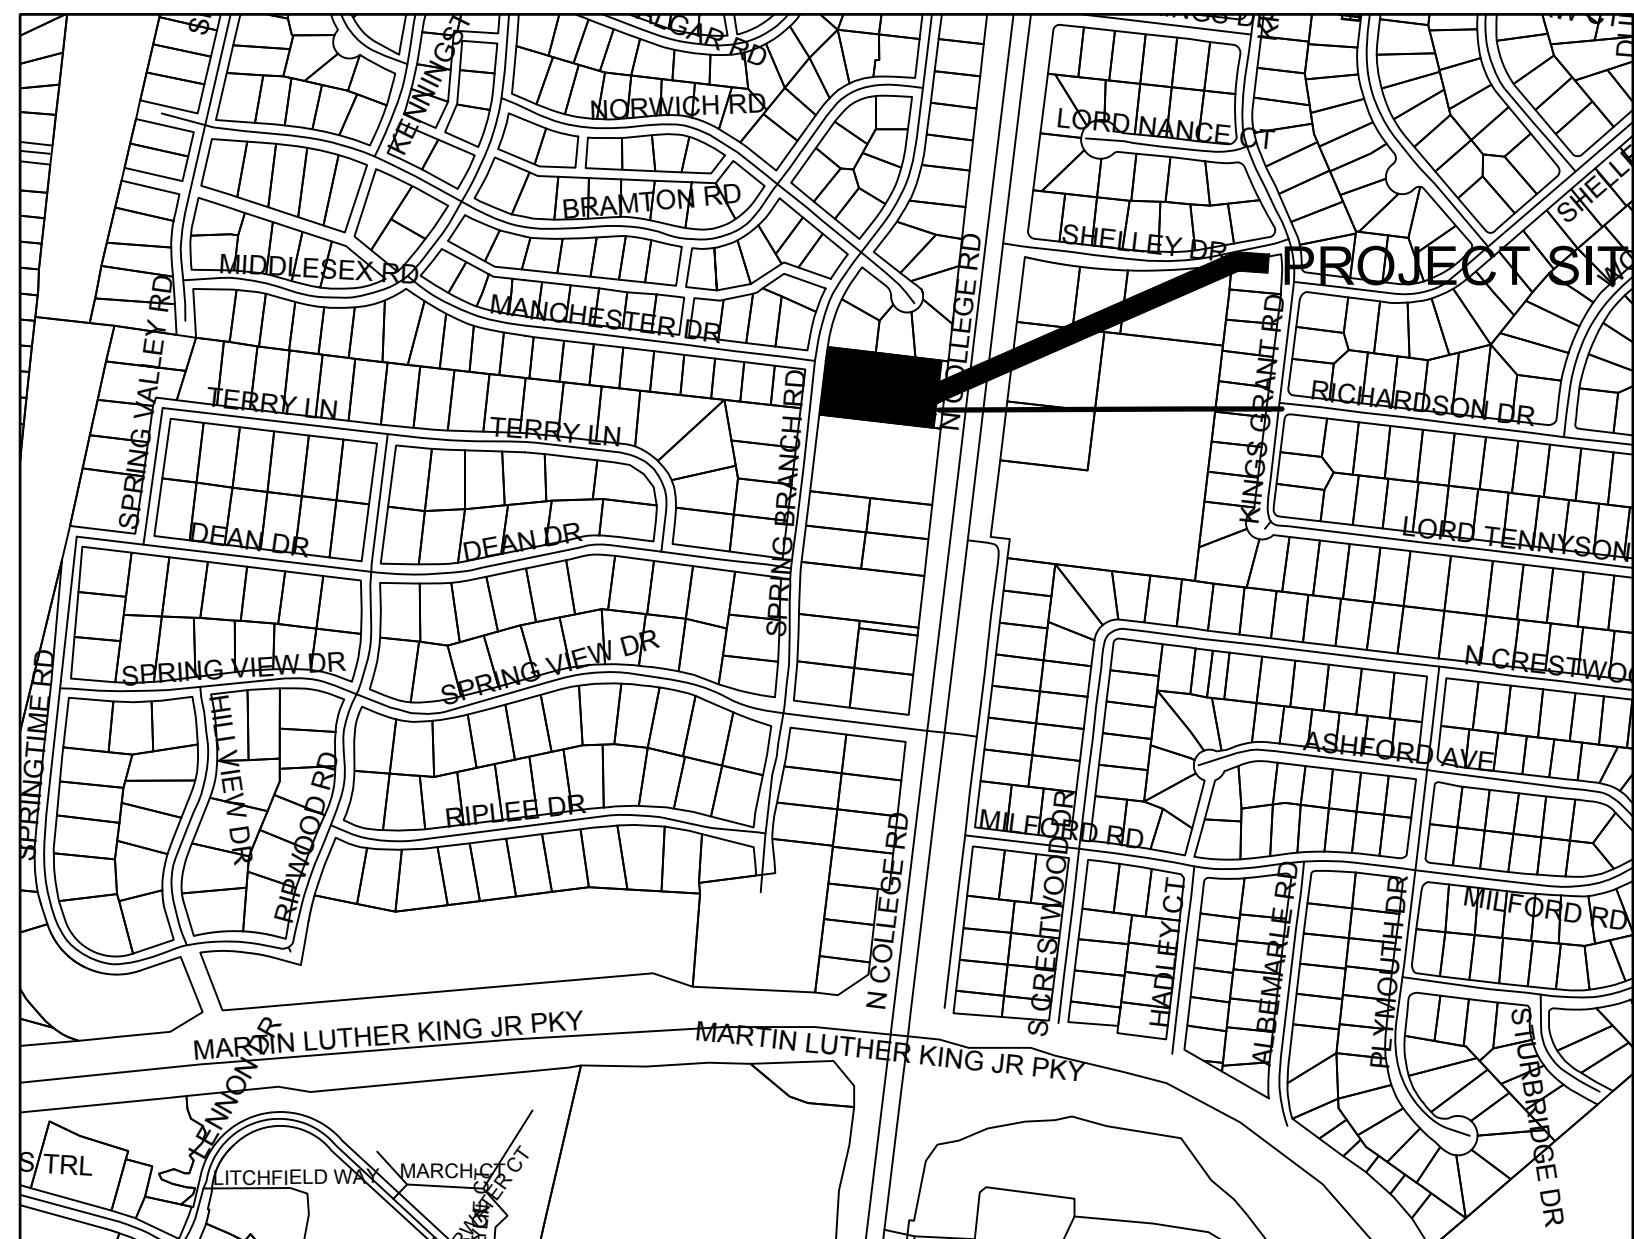 KENNINGST
NORWICH RD
LORD NANCE CT
BRAMTON RD
SHELLEY DR
PROJECT SIT
MIDDLESEX RD
MANCHESTER DR
N COLLEGE RD
SPRING VALLEY RD
TERRY LN
TERRY LN
SPRING BRANCH RD
KINGS GRANT RD
RICHARDSON DR
DEAN DR
DEAN DR
LORD TENNYSON
SPRING VIEW DR
SPRING VIEW DR
N CRESTWOO
SPRINGTIME RD
HILL VIEW DR
RIPWOOD RD
RIPLEE DR
ASHFORD AVE
MILFORD RD
N COLLEGE RD
S CRESTWOOD DR
HADLEY CT
ALBEMARLE RD
PLYMOUTH DR
MILFORD RD
MARTIN LUTHER KING JR PKY
MARTIN LUTHER KING JR PKY
LENNON DR
STURBRIDGE DR
S TRL
LITCHFIELD WAY
MARCH CT